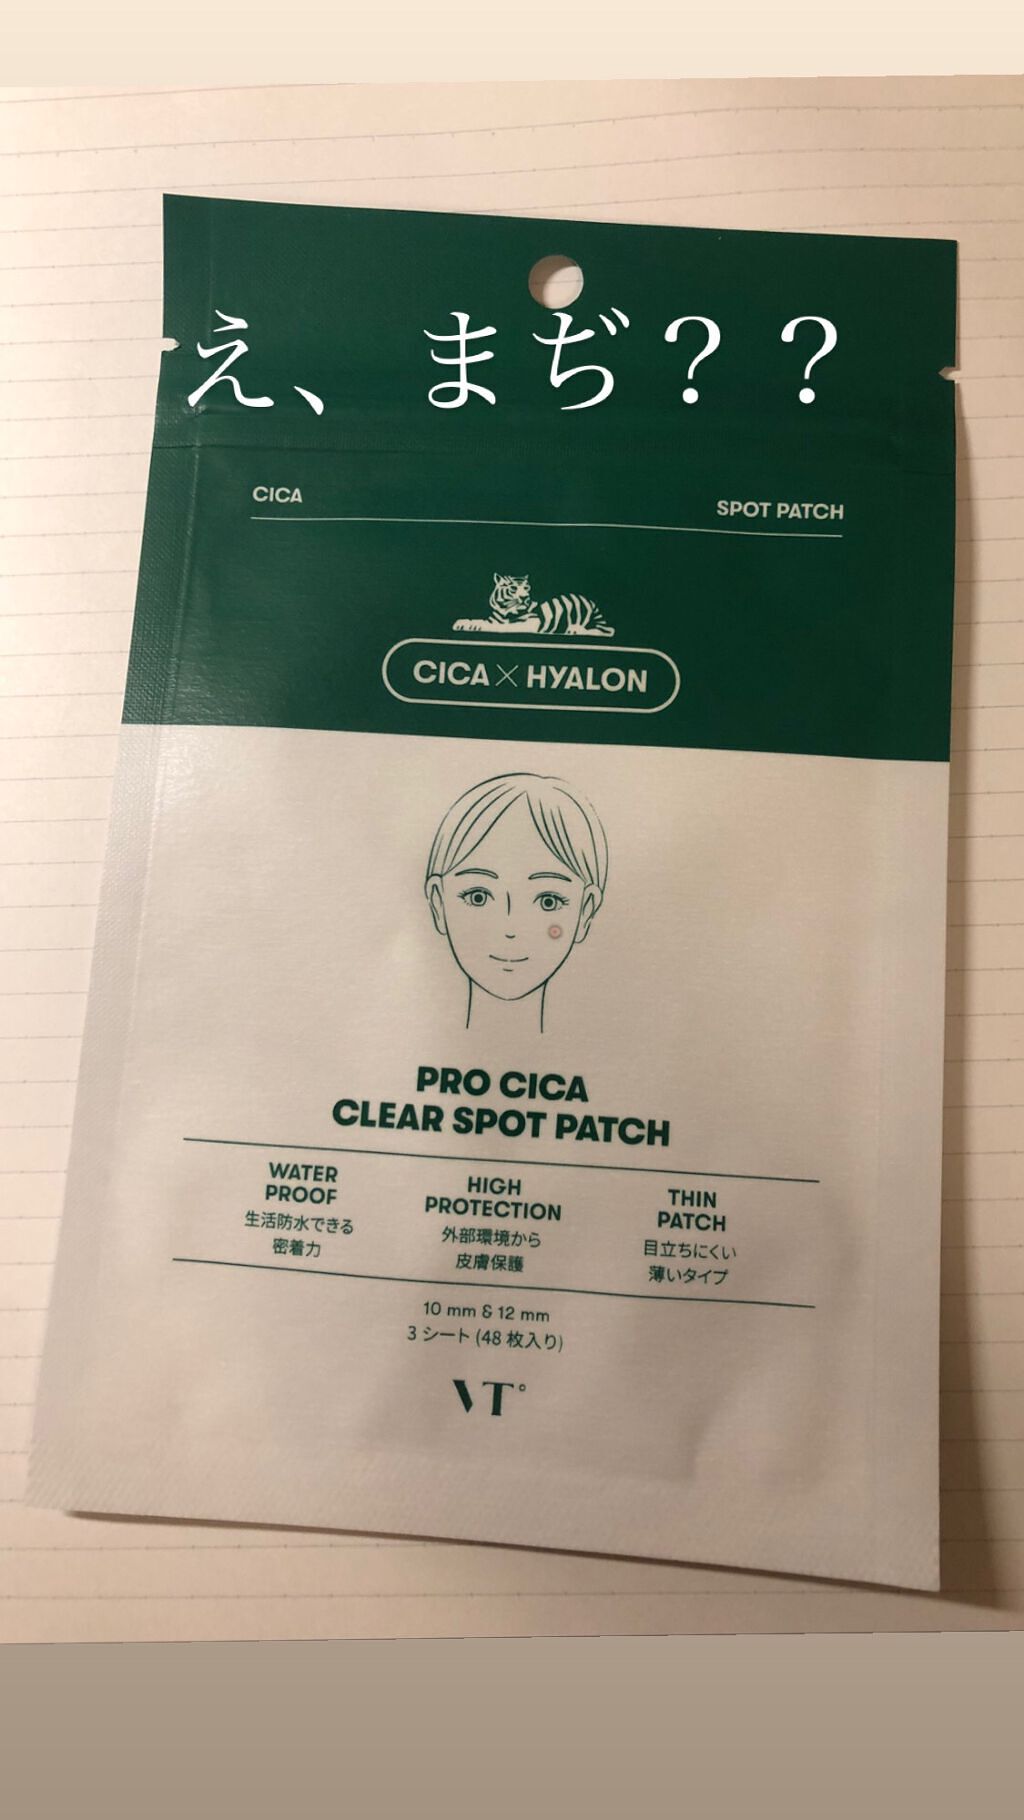 え、まぢ？？
CICA
SPOT PATCH
CICA×HYALON
PRO CICA
CLEAR SPOT PATCH
WATER
PROOF
生活防水できる
密着力
HIGH
PROTECTION
外部環境から
皮膚保護
THIN
PATCH
目立ちにくい
薄いタイプ
10 mm & 12 mm
3 シート (48 枚入り)
VT°